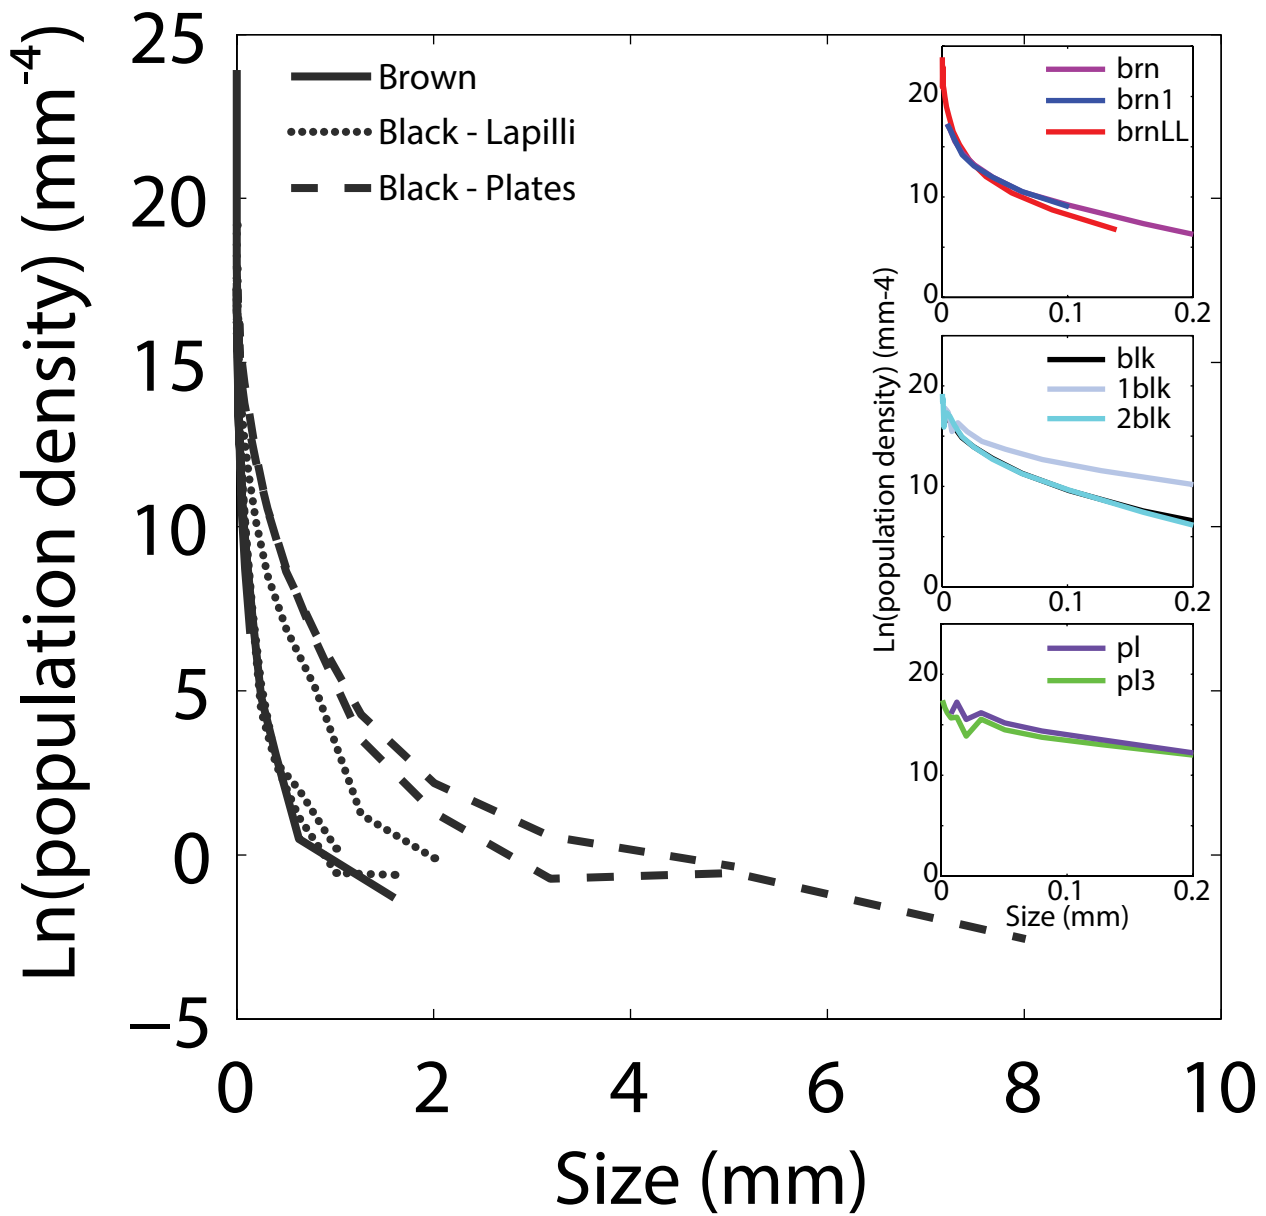 Ln(population density) (mm-4)
25
20
15
10
5
0
−5
0 2 4 6 8 10
Size (mm)
Brown
Black - Lapilli
Black - Plates
Ln(population density) (mm-4)
brn
brn1
brnLL
20
10
0
0 0.1 0.2
blk
1blk
2blk
20
10
0
0 0.1 0.2
pl
pl3
20
10
0
0 0.1 0.2
Size (mm)